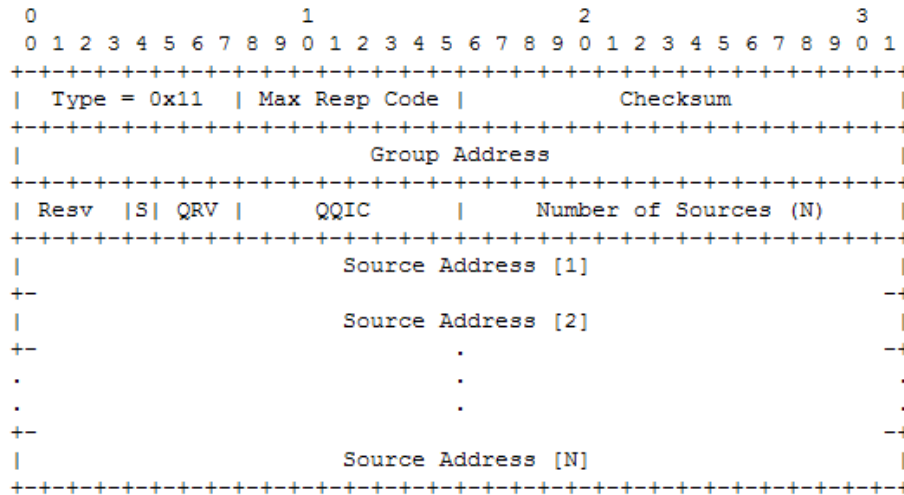 0                   1                   2                   3
 0 1 2 3 4 5 6 7 8 9 0 1 2 3 4 5 6 7 8 9 0 1 2 3 4 5 6 7 8 9 0 1
+-+-+-+-+-+-+-+-+-+-+-+-+-+-+-+-+-+-+-+-+-+-+-+-+-+-+-+-+-+-+-+-+
|  Type = 0x11  | Max Resp Code |           Checksum            |
+-+-+-+-+-+-+-+-+-+-+-+-+-+-+-+-+-+-+-+-+-+-+-+-+-+-+-+-+-+-+-+-+
|                         Group Address                         |
+-+-+-+-+-+-+-+-+-+-+-+-+-+-+-+-+-+-+-+-+-+-+-+-+-+-+-+-+-+-+-+-+
| Resv  |S| QRV |     QQIC      |     Number of Sources (N)     |
+-+-+-+-+-+-+-+-+-+-+-+-+-+-+-+-+-+-+-+-+-+-+-+-+-+-+-+-+-+-+-+-+
|                       Source Address [1]                      |
+-                                                             -+
|                       Source Address [2]                      |
+-                              .                              -+
.                               .                               .
.                               .                               .
+-                                                             -+
|                       Source Address [N]                      |
+-+-+-+-+-+-+-+-+-+-+-+-+-+-+-+-+-+-+-+-+-+-+-+-+-+-+-+-+-+-+-+-+